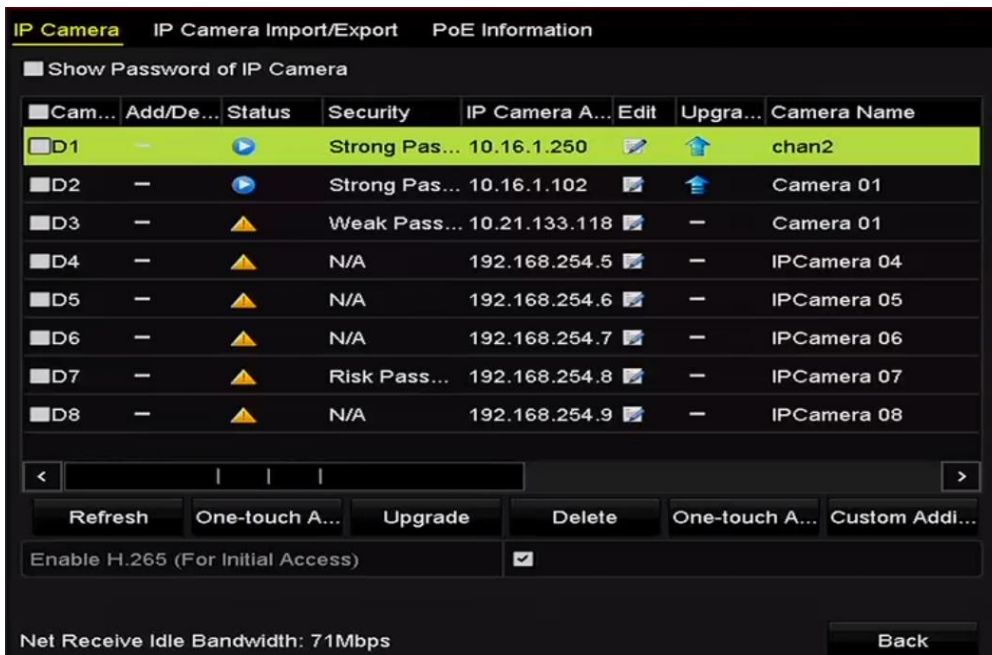 IP Camera IP Camera Import/Export PoE Information
Show Password of IP Camera
Cam... Add/De... Status Security IP Camera A... Edit Upgra... Camera Name
D1 — Strong Pas... 10.16.1.250 chan2
D2 — Strong Pas... 10.16.1.102 Camera 01
D3 — Weak Pass... 10.21.133.118 — Camera 01
D4 — N/A 192.168.254.5 — IPCamera 04
D5 — N/A 192.168.254.6 — IPCamera 05
D6 — N/A 192.168.254.7 — IPCamera 06
D7 — Risk Pass... 192.168.254.8 — IPCamera 07
D8 — N/A 192.168.254.9 — IPCamera 08
< >
Refresh One-touch A... Upgrade Delete One-touch A... Custom Addi...
Enable H.265 (For Initial Access)
Net Receive Idle Bandwidth: 71Mbps Back